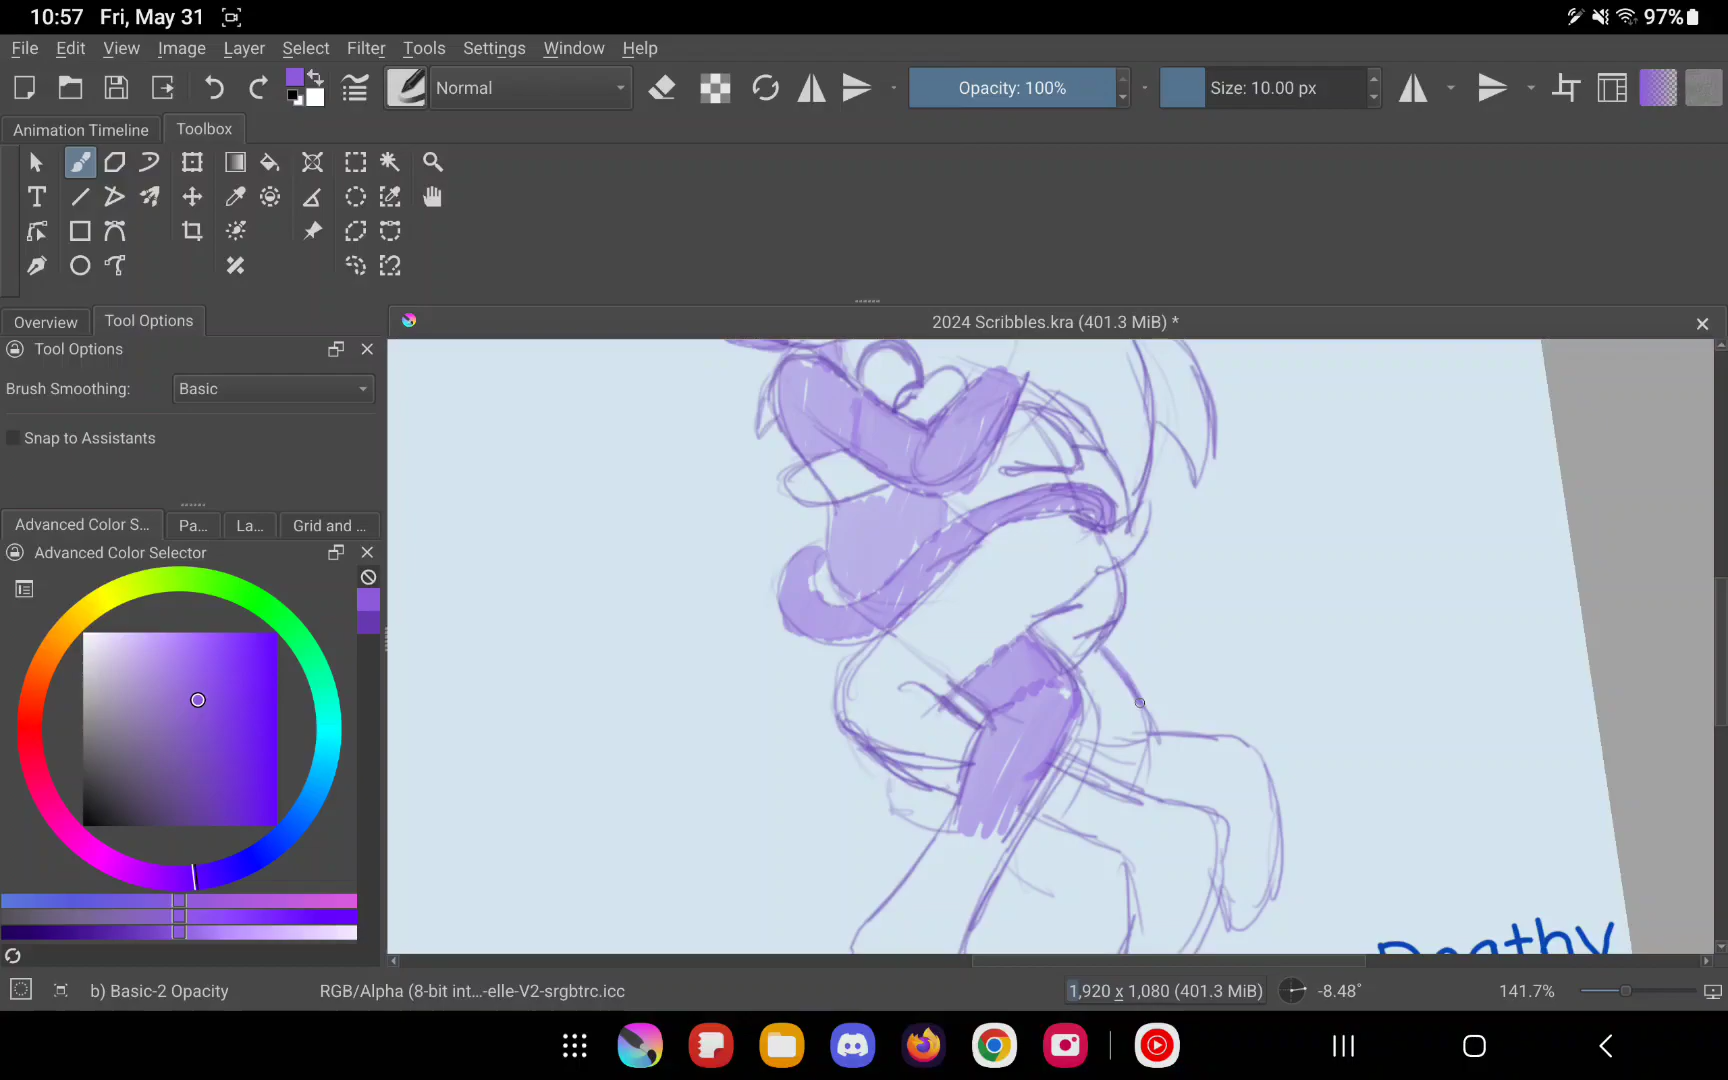 10:57 Fri, May 31 97%
File Edit View Image Layer Select Filter Tools Settings Window Help
Normal Opacity: 100% Size: 10.00 px
Animation Timeline Toolbox
Overview Tool Options 2024 Scribbles.kra (401.3 MiB) *
Tool Options
Brush Smoothing: Basic
Snap to Assistants
Advanced Color S... Pa... La... Grid and ...
Advanced Color Selector
Deathy
b) Basic-2 Opacity RGB/Alpha (8-bit int...-elle-V2-srgbtrc.icc 1,920 x 1,080 (401.3 MiB) -8.48° 141.7%